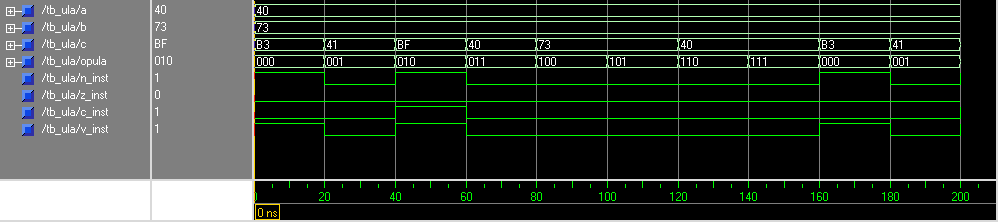 /tb_ula/a 40 40
/tb_ula/b 73 73
/tb_ula/c BF B3 41 BF 40 73 40 B3 41
/tb_ula/opula 010 000 001 010 011 100 101 110 111 000 001
/tb_ula/n_inst 1
/tb_ula/z_inst 0
/tb_ula/c_inst 1
/tb_ula/v_inst 1
0 20 40 60 80 100 120 140 160 180 200
0 ns